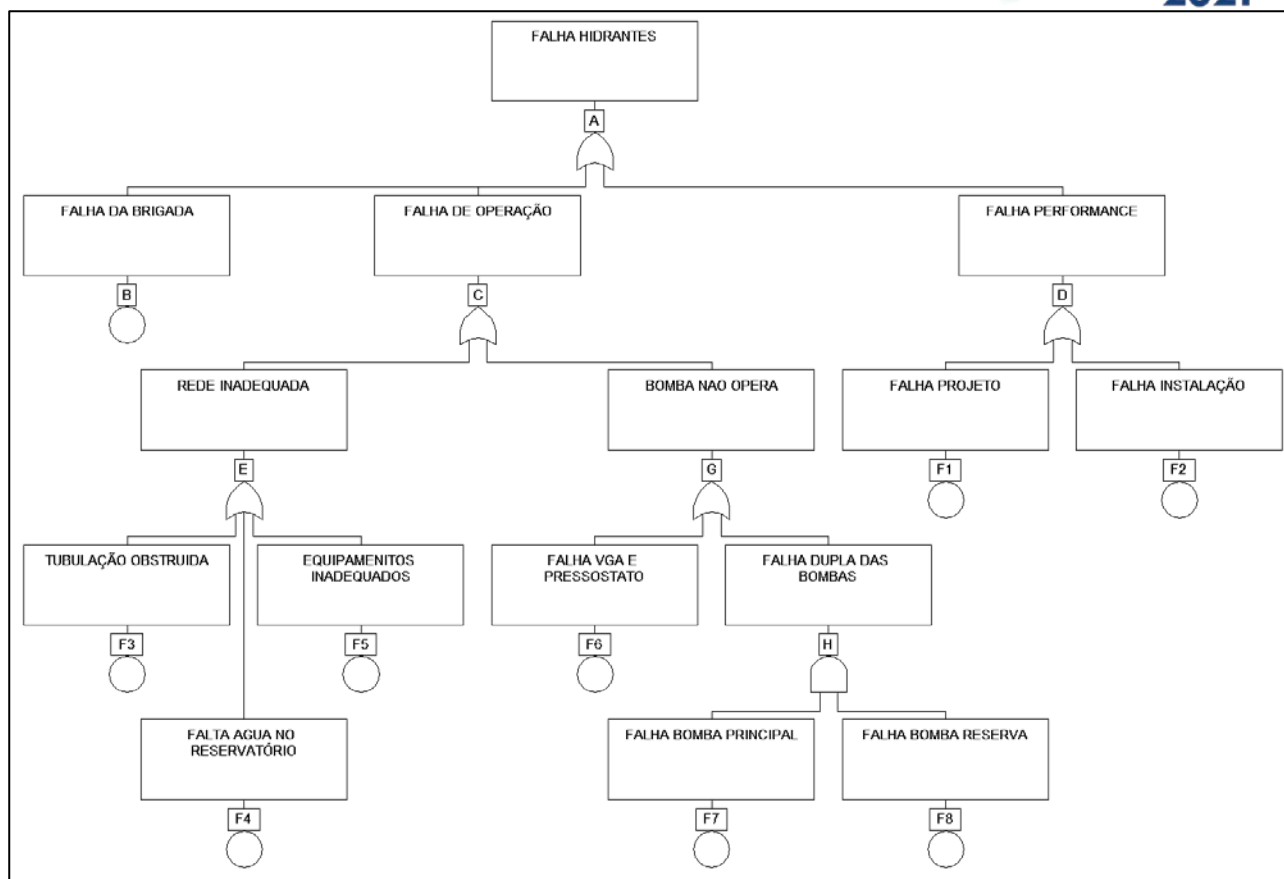 2021
FALHA HIDRANTES
A
FALHA DA BRIGADA
FALHA DE OPERAÇÃO
FALHA PERFORMANCE
B
C
D
REDE INADEQUADA
BOMBA NAO OPERA
FALHA PROJETO
FALHA INSTALAÇÃO
E
G
F1
F2
TUBULAÇÃO OBSTRUIDA
EQUIPAMENITOS
INADEQUADOS
FALHA VGA E
PRESSOSTATO
FALHA DUPLA DAS
BOMBAS
F3
F5
F6
H
FALTA AGUA NO
RESERVATÓRIO
FALHA BOMBA PRINCIPAL
FALHA BOMBA RESERVA
F4
F7
F8